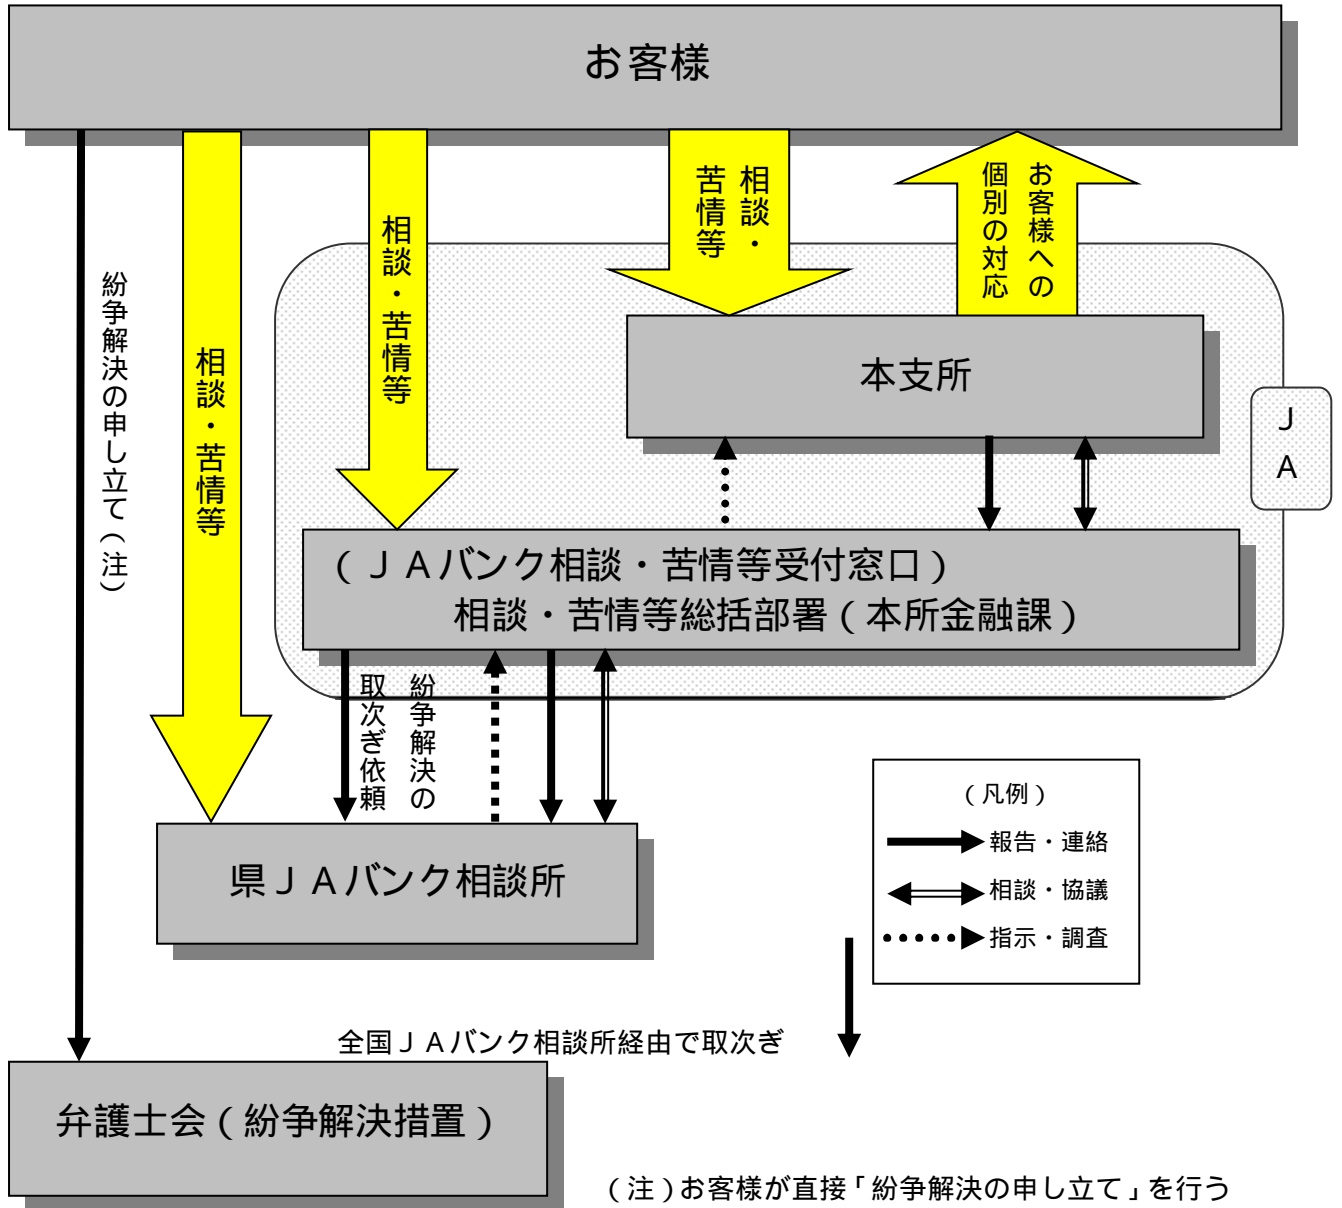 お客様
紛争解決の申し立て（注）
相談・苦情等
相談・苦情等
相談・
苦情等
お客様への
個別の対応
本支所
ＪＡ
（ＪＡバンク相談・苦情等受付窓口）
相談・苦情等総括部署（本所金融課）
紛争解決の
取次ぎ依頼
県ＪＡバンク相談所
（凡例）
報告・連絡
相談・協議
指示・調査
全国ＪＡバンク相談所経由で取次ぎ
弁護士会（紛争解決措置）
（注）お客様が直接「紛争解決の申し立て」を行う